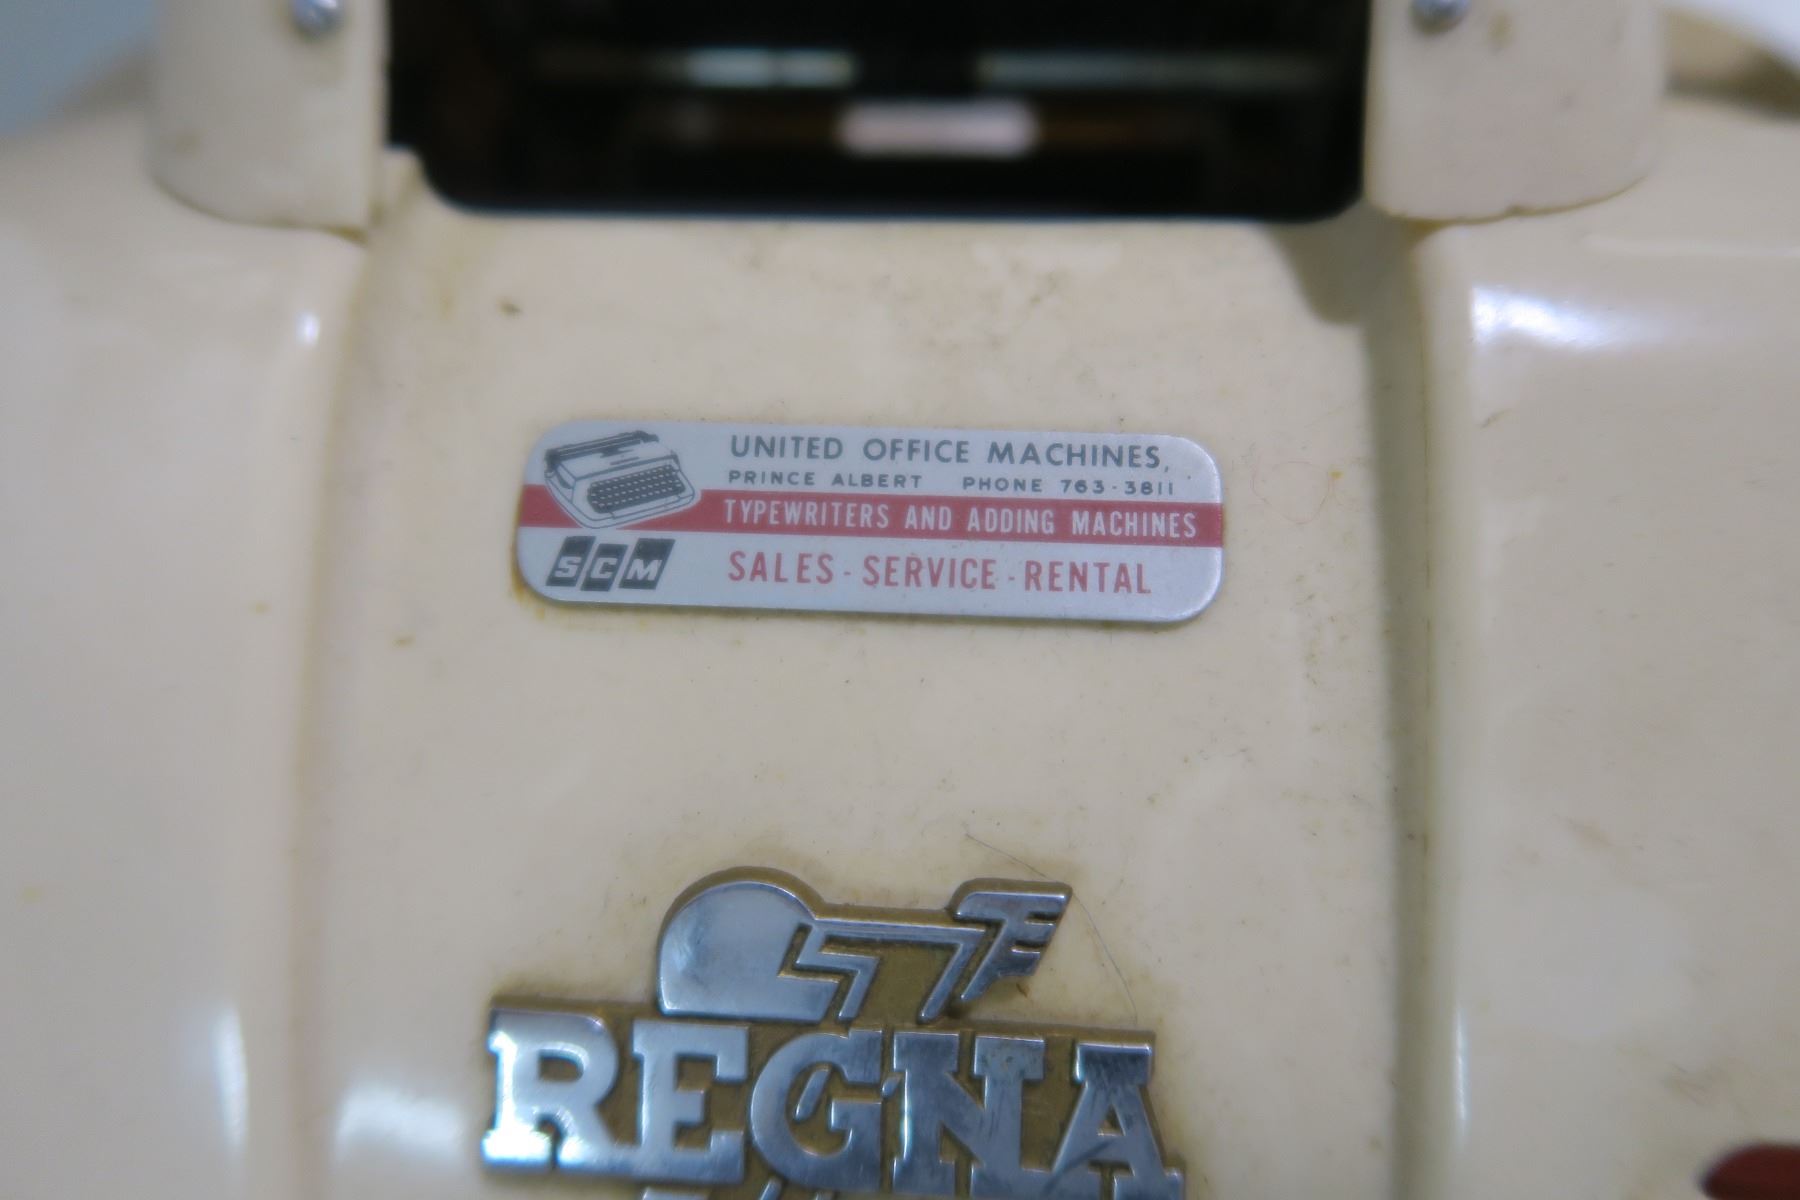 UNITED OFFICE MACHINES,
PRINCE ALBERT PHONE 763-3811
TYPEWRITERS AND ADDING MACHINES
SCM SALES - SERVICE - RENTAL
REGNA